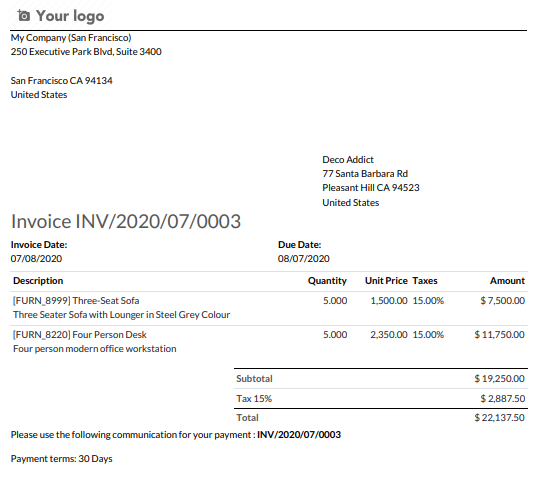 Your logo
My Company (San Francisco)
250 Executive Park Blvd, Suite 3400
San Francisco CA 94134
United States
Deco Addict
77 Santa Barbara Rd
Pleasant Hill CA 94523
United States
Invoice INV/2020/07/0003
Invoice Date: Due Date:
07/08/2020 08/07/2020
Description Quantity Unit Price Taxes Amount
[FURN_8999] Three-Seat Sofa 5.000 1,500.00 15.00% $ 7,500.00
Three Seater Sofa with Lounger in Steel Grey Colour
[FURN_8220] Four Person Desk 5.000 2,350.00 15.00% $ 11,750.00
Four person modern office workstation
Subtotal $ 19,250.00
Tax 15% $ 2,887.50
Total $ 22,137.50
Please use the following communication for your payment : INV/2020/07/0003
Payment terms: 30 Days